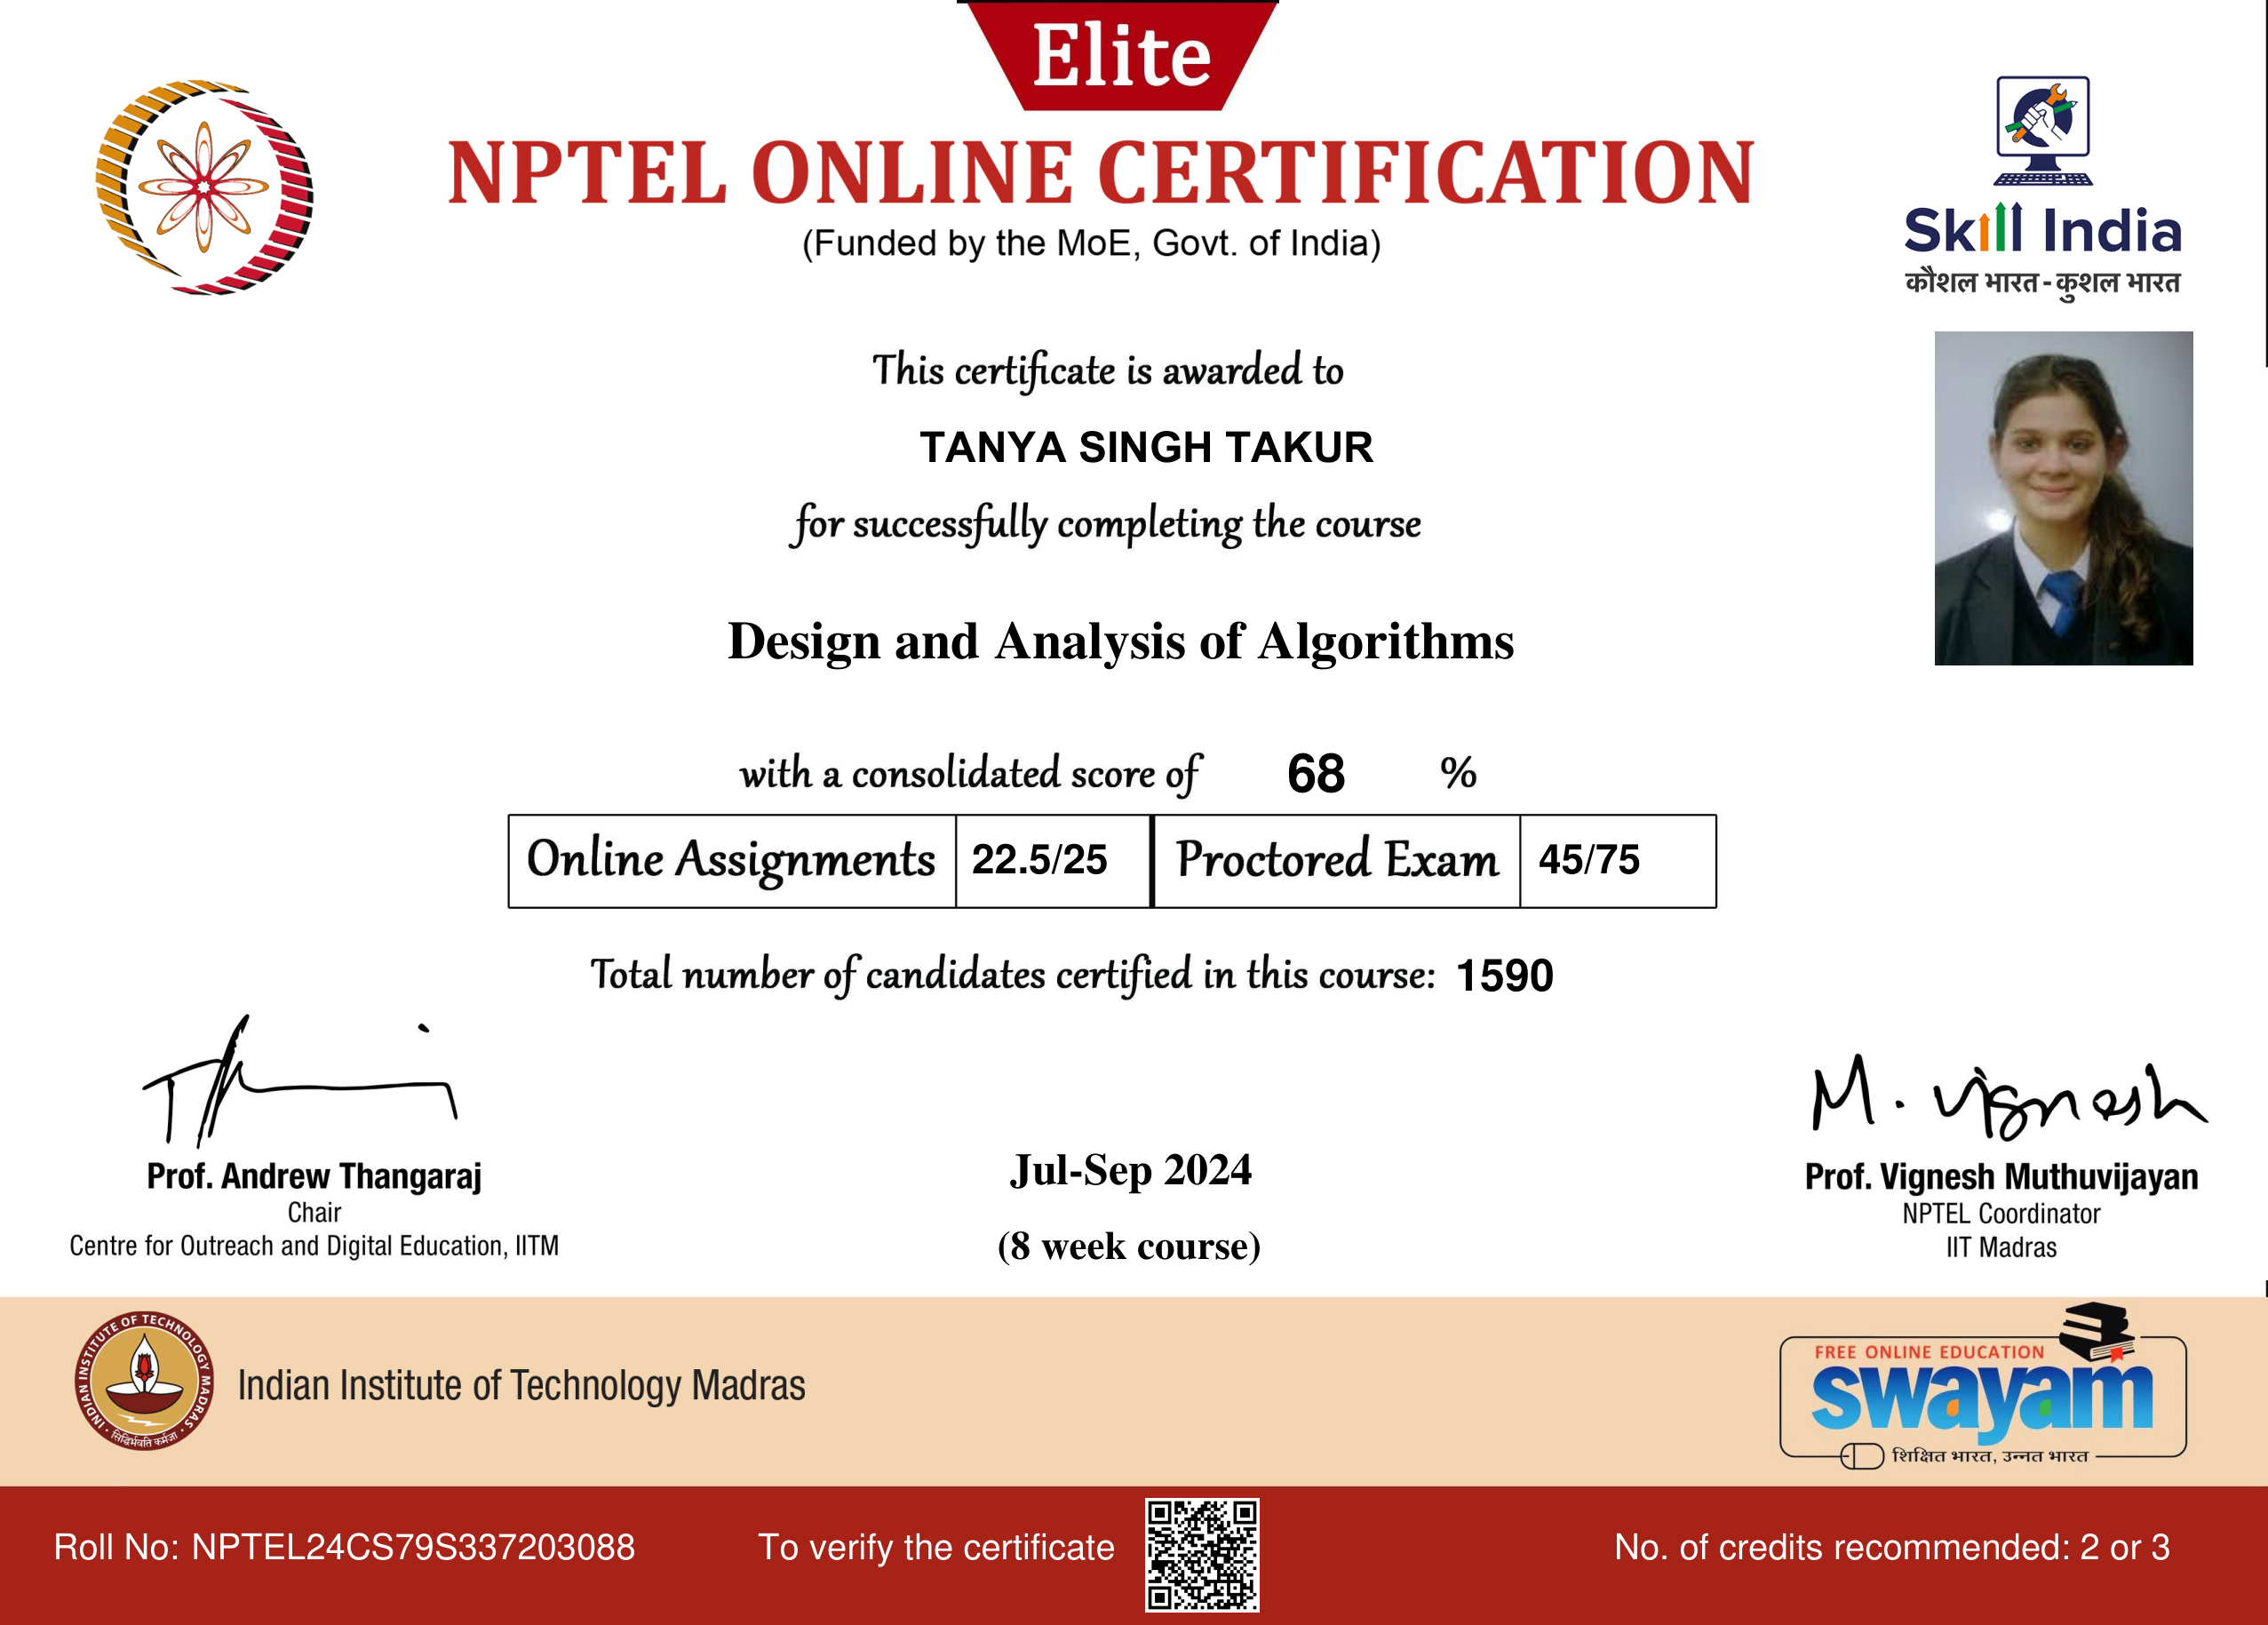 Elite
NPTEL ONLINE CERTIFICATION
(Funded by the MoE, Govt. of India)
Skill India
कौशल भारत - कुशल भारत
This certificate is awarded to
TANYA SINGH TAKUR
for successfully completing the course
Design and Analysis of Algorithms
with a consolidated score of 68 %
Online Assignments 22.5/25 Proctored Exam 45/75
Total number of candidates certified in this course: 1590
M. Vignesh
Prof. Andrew Thangaraj
Chair
Centre for Outreach and Digital Education, IITM
Jul-Sep 2024
(8 week course)
Prof. Vignesh Muthuvijayan
NPTEL Coordinator
IIT Madras
INDIAN INSTITUTE OF TECHNOLOGY MADRAS
सिद्धिर्भवति कर्मजा
Indian Institute of Technology Madras
FREE ONLINE EDUCATION
swayam
शिक्षित भारत, उन्नत भारत
Roll No: NPTEL24CS79S337203088
To verify the certificate
No. of credits recommended: 2 or 3